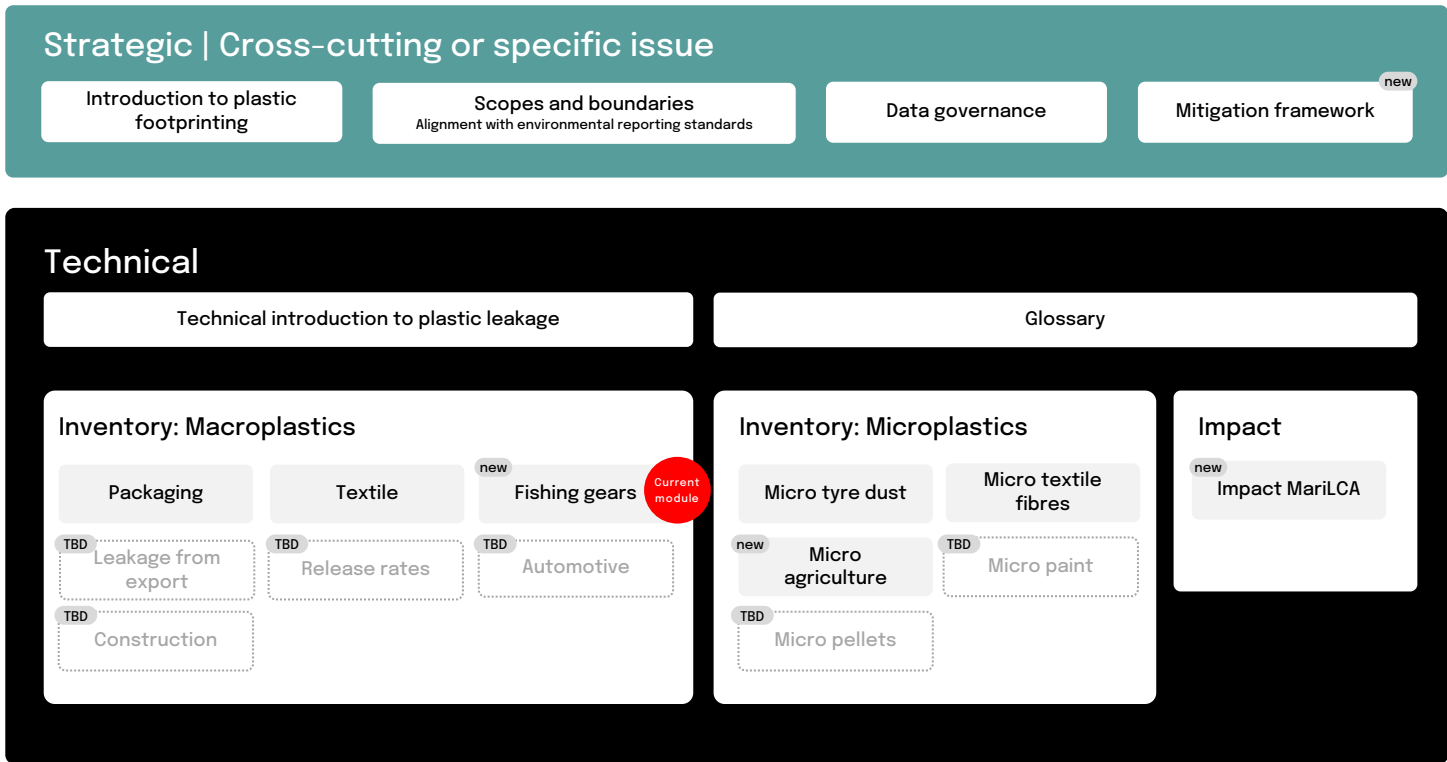 Strategic | Cross-cutting or specific issue
new
Introduction to plastic
footprinting
Scopes and boundaries
Alignment with environmental reporting standards
Data governance
Mitigation framework
Technical
Technical introduction to plastic leakage
Glossary
Inventory: Macroplastics
Packaging
Textile
new
Fishing gears
Current
module
TBD
Leakage from
export
TBD
Release rates
TBD
Automotive
TBD
Construction
Inventory: Microplastics
Micro tyre dust
Micro textile
fibres
new
Micro
agriculture
TBD
Micro paint
TBD
Micro pellets
Impact
new
Impact MariLCA